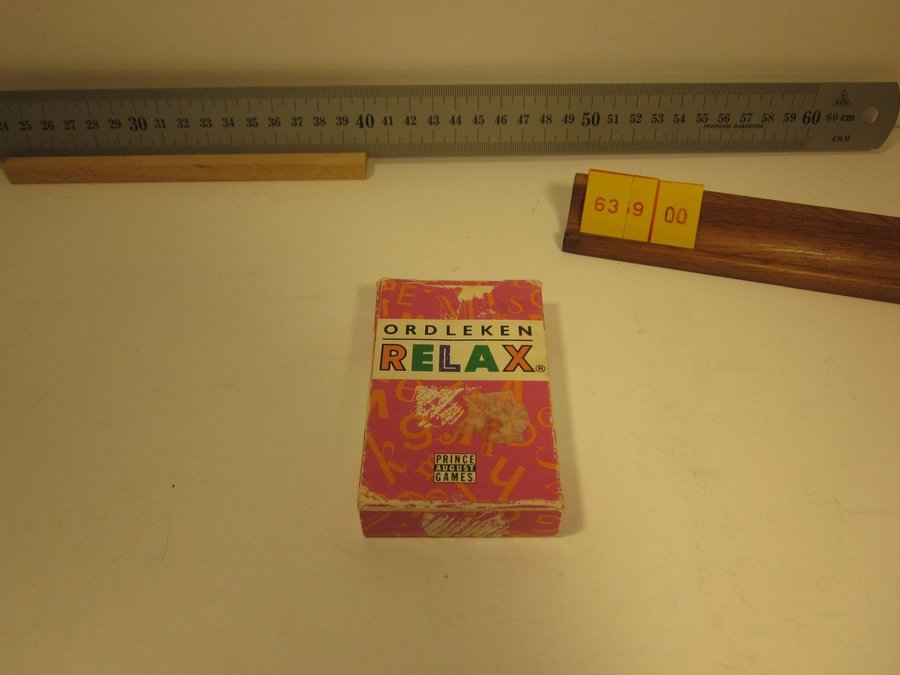 24 25 26 27 28 29 30 31 32 33 34 35 36 37 38 39 40 41 42 43 44 45 46 47 48 49 50 51 52 53 54 55 56 57 58 59 60 60 cm
STAINLESS HARDENED
6MM
63 69 00
ORDLEKEN
RELAX®
PRINCE
AUGUST
GAMES